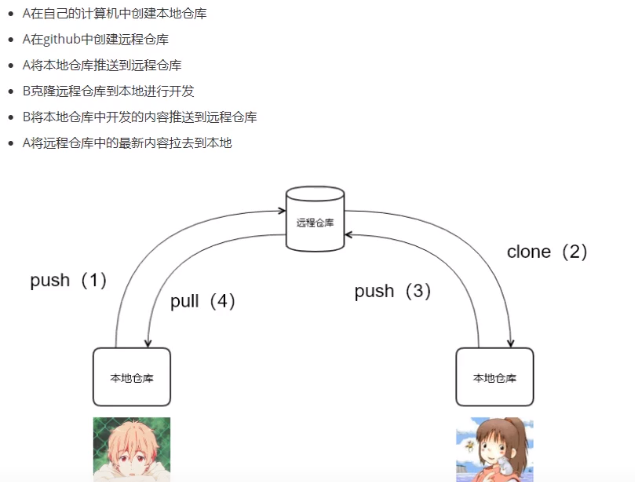 A在自己的计算机中创建本地仓库
A在github中创建远程仓库
A将本地仓库推送到远程仓库
B克隆远程仓库到本地进行开发
B将本地仓库中开发的内容推送到远程仓库
A将远程仓库中的最新内容拉去到本地
远程仓库
clone（2）
push（1）
pull（4）
push（3）
本地仓库
本地仓库